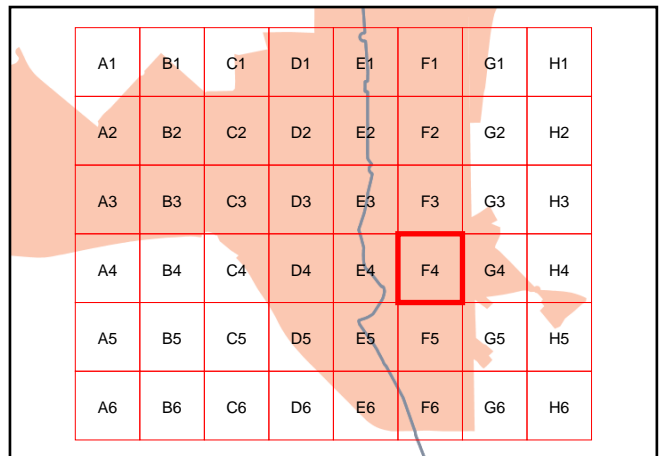 A1 B1 C1 D1 E1 F1 G1 H1
A2 B2 C2 D2 E2 F2 G2 H2
A3 B3 C3 D3 E3 F3 G3 H3
A4 B4 C4 D4 E4 F4 G4 H4
A5 B5 C5 D5 E5 F5 G5 H5
A6 B6 C6 D6 E6 F6 G6 H6